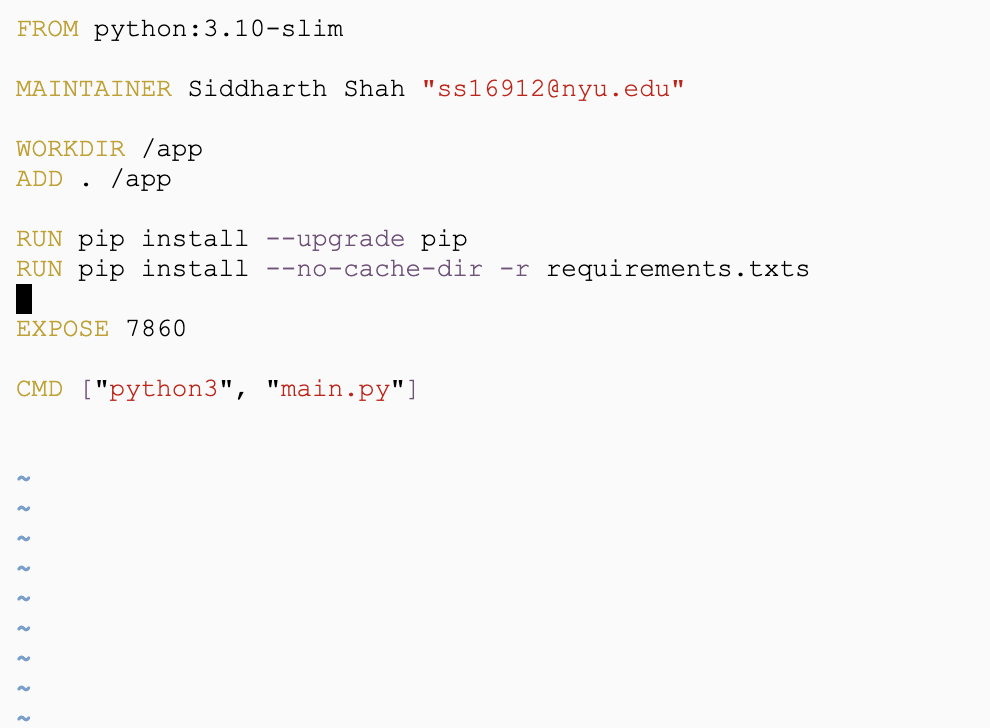 FROM python:3.10-slim
MAINTAINER Siddharth Shah "ss16912@nyu.edu"
WORKDIR /app
ADD . /app
RUN pip install --upgrade pip
RUN pip install --no-cache-dir -r requirements.txts
EXPOSE 7860
CMD ["python3", "main.py"]
~
~
~
~
~
~
~
~
~